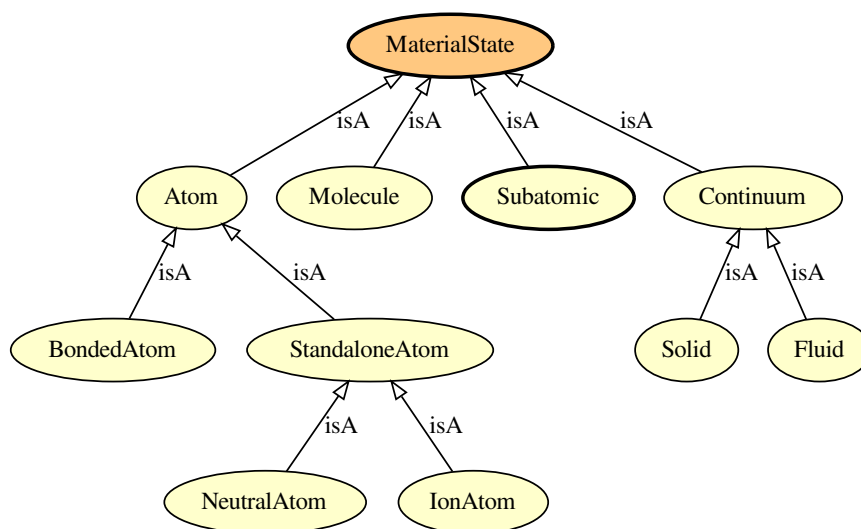 MaterialState
isA
isA
isA
isA
Atom
Molecule
Subatomic
Continuum
isA
isA
isA
isA
BondedAtom
StandaloneAtom
Solid
Fluid
isA
isA
NeutralAtom
IonAtom